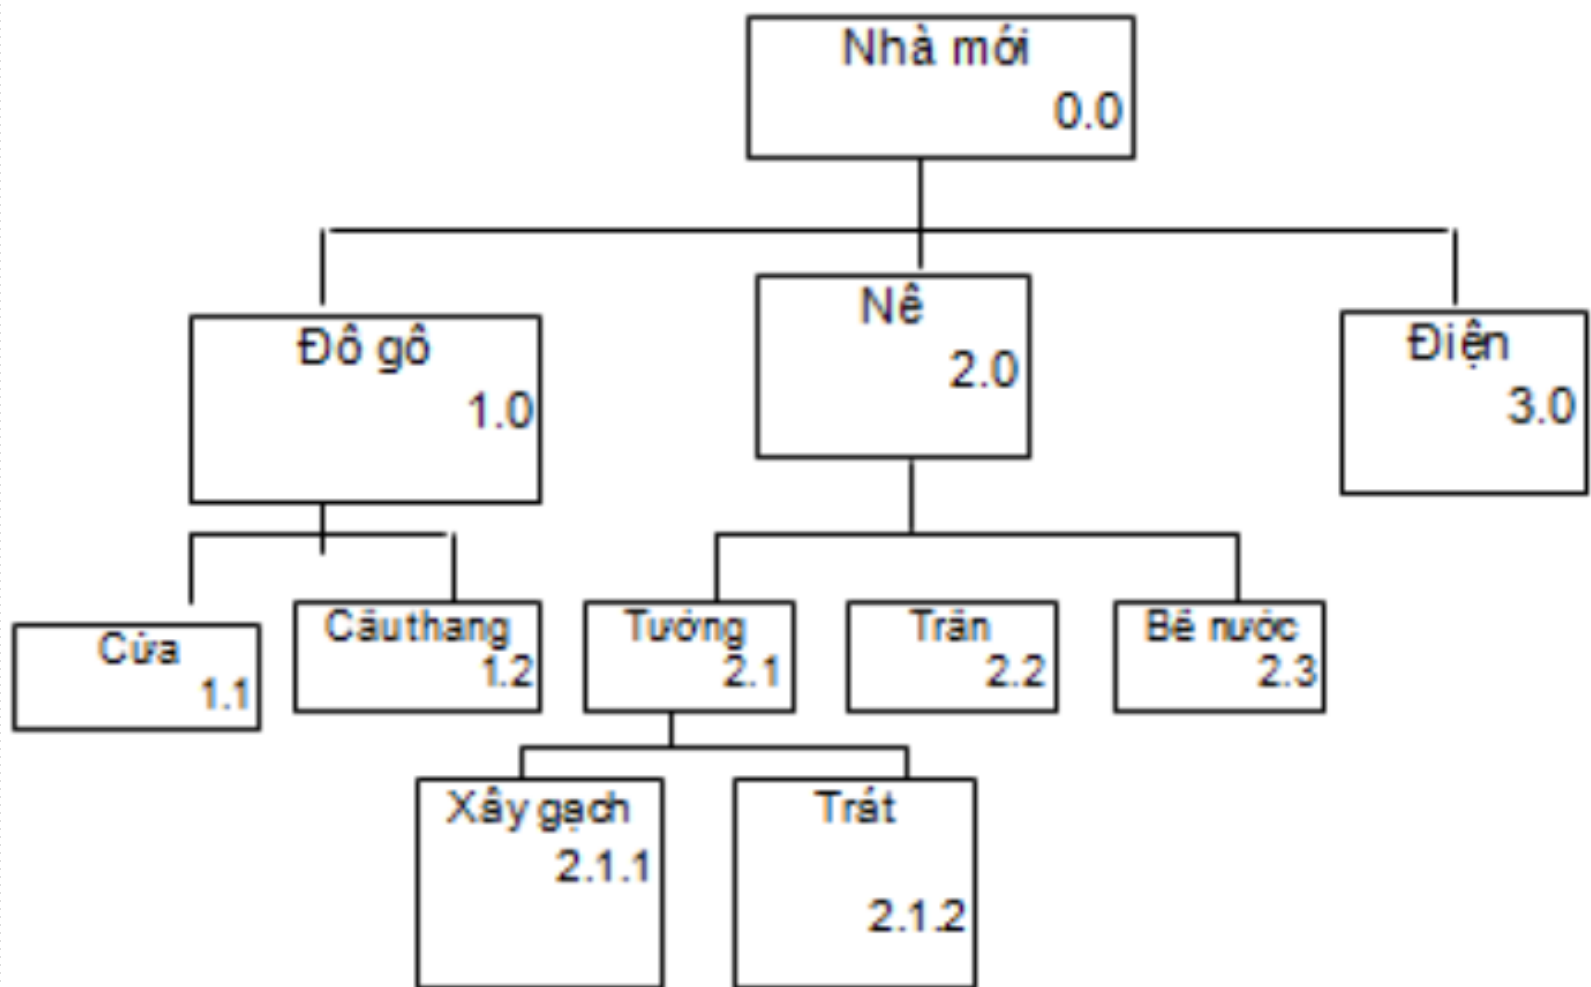 Nhà mới
0.0
Đồ gỗ
1.0
Nề
2.0
Điện
3.0
Cửa
1.1
Cầu thang
1.2
Tường
2.1
Trần
2.2
Bể nước
2.3
Xây gạch
2.1.1
Trát
2.1.2